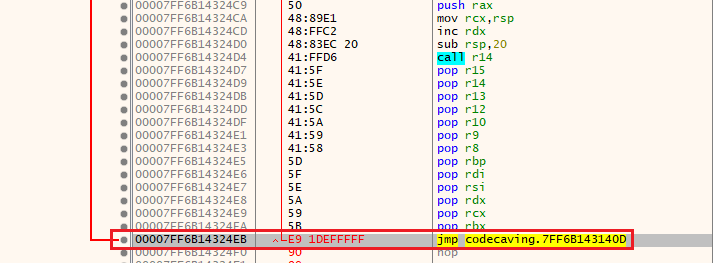 00007FF6B14324C9 50 push rax
00007FF6B14324CA 48:89E1 mov rcx,rsp
00007FF6B14324CD 48:FFC2 inc rdx
00007FF6B14324D0 48:83EC 20 sub rsp,20
00007FF6B14324D4 41:FFD6 call r14
00007FF6B14324D7 41:5F pop r15
00007FF6B14324D9 41:5E pop r14
00007FF6B14324DB 41:5D pop r13
00007FF6B14324DD 41:5C pop r12
00007FF6B14324DF 41:5A pop r10
00007FF6B14324E1 41:59 pop r9
00007FF6B14324E3 41:58 pop r8
00007FF6B14324E5 5D pop rbp
00007FF6B14324E6 5F pop rdi
00007FF6B14324E7 5E pop rsi
00007FF6B14324E8 5A pop rdx
00007FF6B14324E9 59 pop rcx
00007FF6B14324EA 5B pop rbx
00007FF6B14324EB E9 1DEFFFFF jmp codecaving.7FF6B143140D
00007FF6B14324F0 90 nop